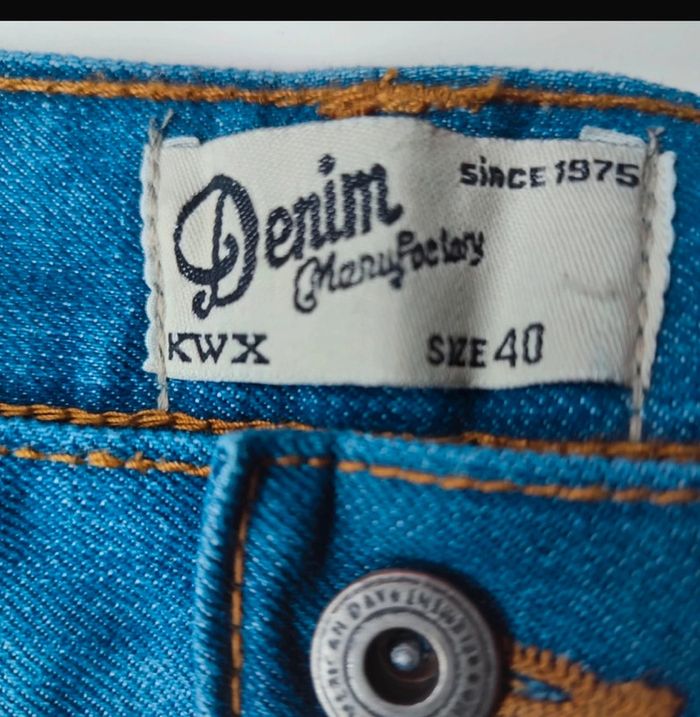 Since 1975
Denim
Manufactory
KWX
SIZE 40